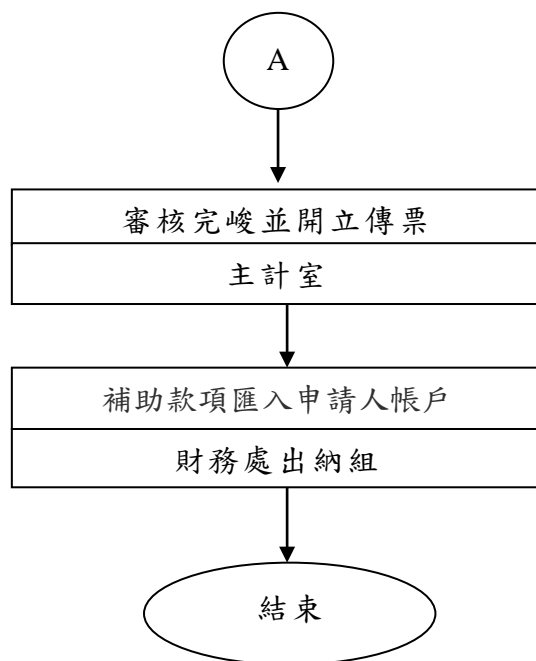 A
審核完峻並開立傳票
主計室
補助款項匯入申請人帳戶
財務處出納組
結束